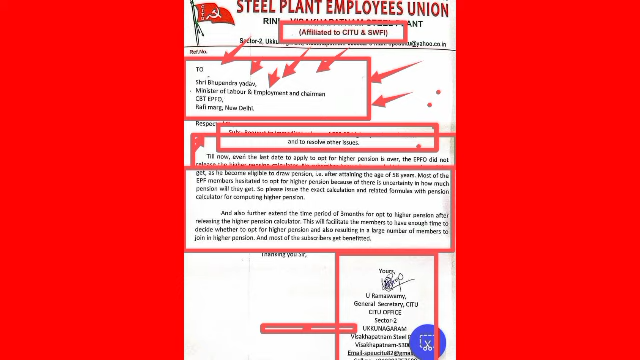 STEEL PLANT EMPLOYEES UNION
RINL VISAKHAPATNAM STEEL PLANT
(Affiliated to CITU & SWFI)
Sector-2,
Ref.No.
TO
Shri Bhupendra yadav,
Minister of Labour & Employment and chairmen
CBT EPFO,
Rafi marg, New Delhi,
Respected
and to resolve other issues.
Till now, even the last date to apply to opt for higher pension is over, the EPFO did not
get, as he become eligible to draw pension, i.e. after attaining the age of 58 years. Most of the
EPF members hesitated to opt for higher pension because of there is uncertainty in how much
pension will they get. So please issue the exact calculation and related formulas with pension
calculator for computing higher pension.
And also further extend the time period of 3months for opt to higher pension after
releasing the higher pension calculator. This will facilitate the members to have enough time to
decide whether to opt for higher pension and also resulting in a large number of members to
join in higher pension. And most of the subscribers get benefitted.
Thanking you Sir,
Yours,
U Ramaswamy,
General Secretary, CITU
CITU OFFICE
Sector-2
UKKUNAGARAM
Visakhapatnam Steel
Visakhapatnam-5300